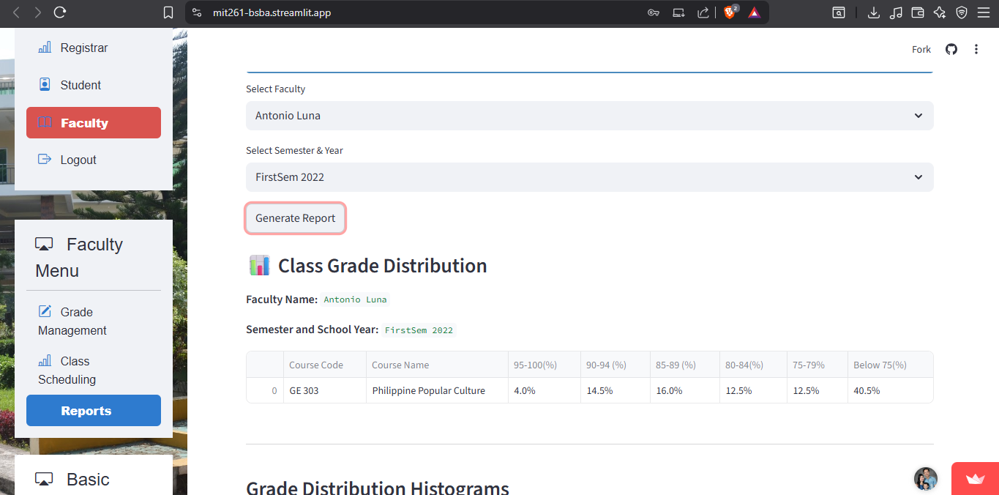 mit261-bsba.streamlit.app
2
Registrar
Student
Faculty
Logout
Faculty
Menu
Grade
Management
Class
Scheduling
Reports
Basic
Fork
Select Faculty
Antonio Luna
Select Semester & Year
FirstSem 2022
Generate Report
Class Grade Distribution
Faculty Name: Antonio Luna
Semester and School Year: FirstSem 2022
Course Code Course Name 95-100(%) 90-94 (%) 85-89 (%) 80-84(%) 75-79% Below 75(%)
0 GE 303 Philippine Popular Culture 4.0% 14.5% 16.0% 12.5% 12.5% 40.5%
Grade Distribution Histograms